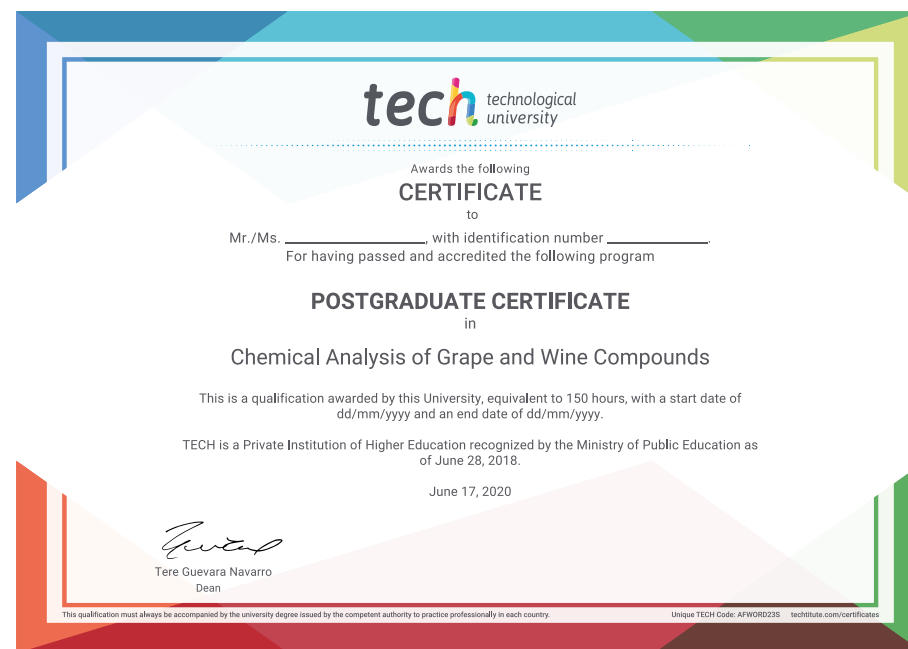 tech technological
university
Awards the following
CERTIFICATE
to
Mr./Ms. ____________________, with identification number ______________.
For having passed and accredited the following program
POSTGRADUATE CERTIFICATE
in
Chemical Analysis of Grape and Wine Compounds
This is a qualification awarded by this University, equivalent to 150 hours, with a start date of
dd/mm/yyyy and an end date of dd/mm/yyyy.
TECH is a Private Institution of Higher Education recognized by the Ministry of Public Education as
of June 28, 2018.
June 17, 2020
Tere Guevara Navarro
Dean
This qualification must always be accompanied by the university degree issued by the competent authority to practice professionally in each country.
Unique TECH Code: AFWORD23S techtitute.com/certificates